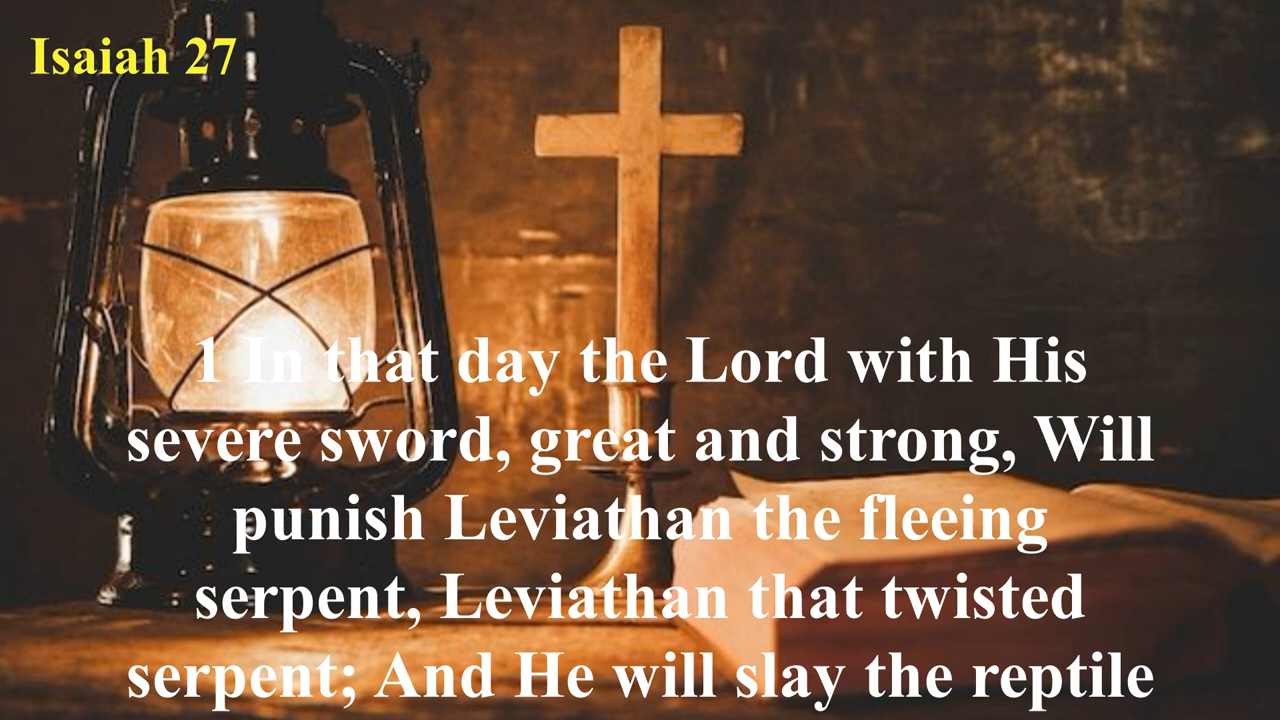 Isaiah 27
1 In that day the Lord with His
severe sword, great and strong, Will
punish Leviathan the fleeing
serpent, Leviathan that twisted
serpent; And He will slay the reptile